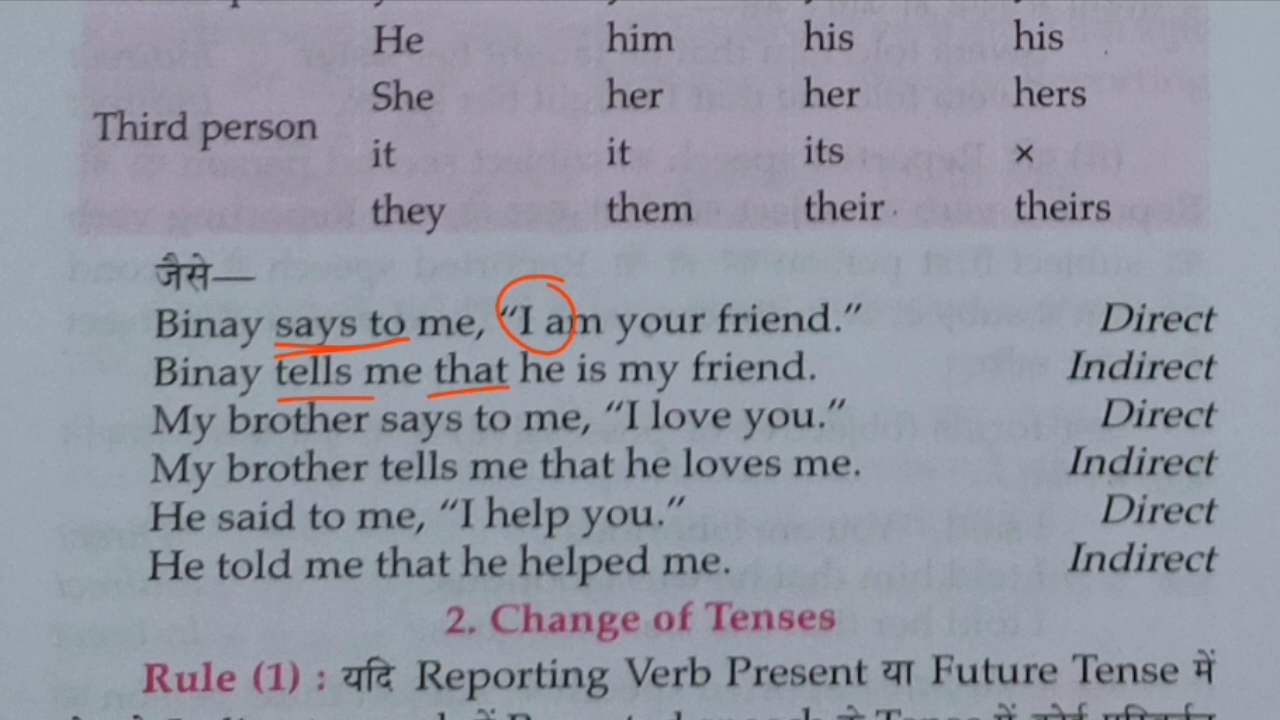 He him his his
She her her hers
Third person
it it its ×
they them their theirs
जैसे—
Binay says to me, “I am your friend.” Direct
Binay tells me that he is my friend. Indirect
My brother says to me, “I love you.” Direct
My brother tells me that he loves me. Indirect
He said to me, “I help you.” Direct
He told me that he helped me. Indirect
2. Change of Tenses
Rule (1) : यदि Reporting Verb Present या Future Tense में